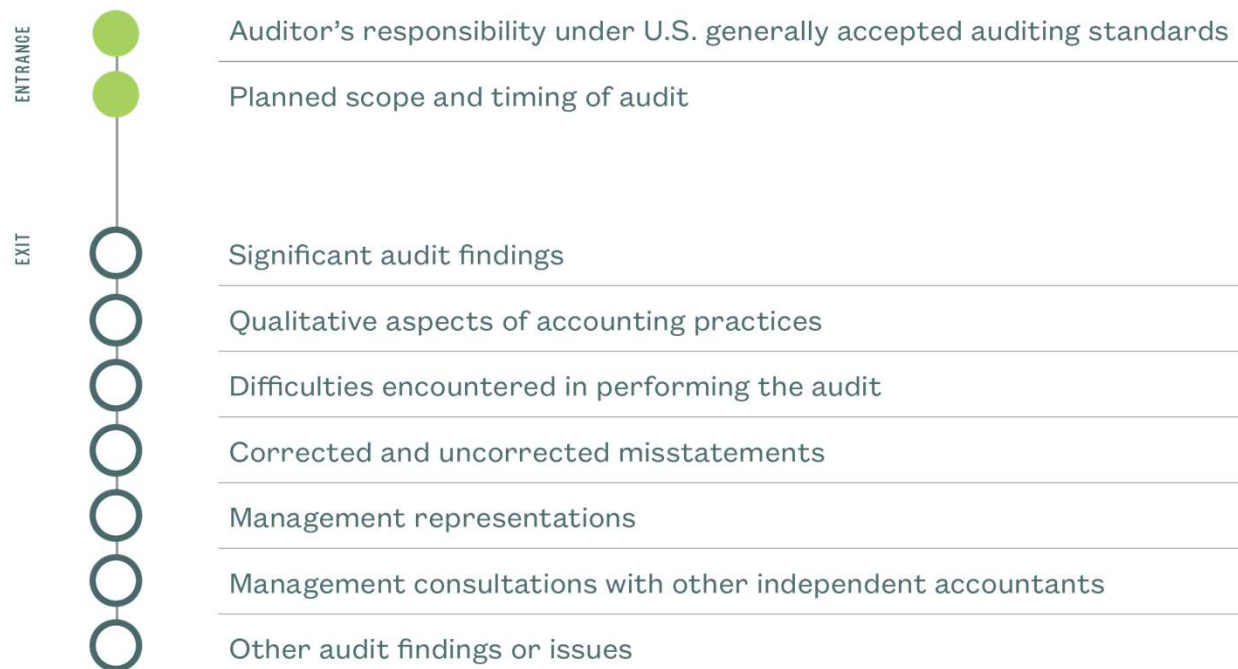 ENTRANCE
Auditor’s responsibility under U.S. generally accepted auditing standards
Planned scope and timing of audit
EXIT
Significant audit findings
Qualitative aspects of accounting practices
Difficulties encountered in performing the audit
Corrected and uncorrected misstatements
Management representations
Management consultations with other independent accountants
Other audit findings or issues